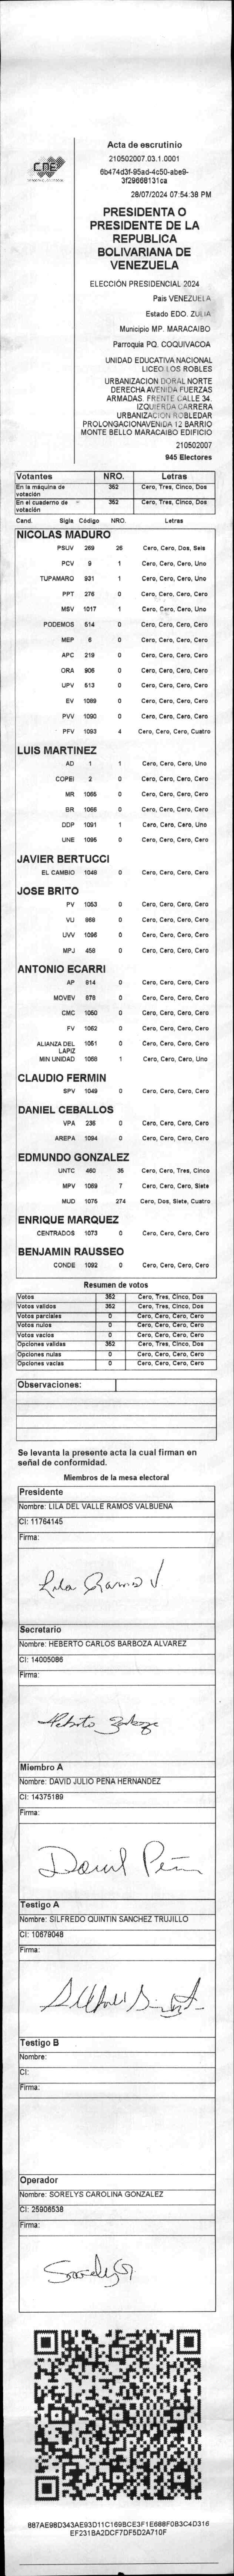 CNE
Acta de escrutinio
210502007.03.1.0001
6b474d3f-95ad-4c50-abe9-
3f29668131ca
28/07/2024 07:54:38 PM
PRESIDENTA O
PRESIDENTE DE LA
REPUBLICA
BOLIVARIANA DE
VENEZUELA
ELECCIÓN PRESIDENCIAL 2024
Pais VENEZUELA
Estado EDO. ZULIA
Municipio MP. MARACAIBO
Parroquia PQ. COQUIVACOA
UNIDAD EDUCATIVA NACIONAL
LICEO LOS ROBLES
URBANIZACION DORAL NORTE
DERECHA AVENIDA FUERZAS
ARMADAS. FRENTE CALLE 34.
IZQUIERDA CARRERA
URBANIZACION ROBLEDAR
PROLONGACIONAVENIDA 12 BARRIO
MONTE BELLO MARACAIBO EDIFICIO
210502007
945 Electores
Votantes NRO. Letras
En la máquina de votación 352 Cero, Tres, Cinco, Dos
En el cuaderno de votación 352 Cero, Tres, Cinco, Dos
Cand. Sigla Código NRO. Letras
NICOLAS MADURO
PSUV 269 26 Cero, Cero, Dos, Seis
PCV 9 1 Cero, Cero, Cero, Uno
TUPAMARO 931 1 Cero, Cero, Cero, Uno
PPT 276 0 Cero, Cero, Cero, Cero
MSV 1017 1 Cero, Cero, Cero, Uno
PODEMOS 514 0 Cero, Cero, Cero, Cero
MEP 6 0 Cero, Cero, Cero, Cero
APC 219 0 Cero, Cero, Cero, Cero
ORA 906 0 Cero, Cero, Cero, Cero
UPV 513 0 Cero, Cero, Cero, Cero
EV 1089 0 Cero, Cero, Cero, Cero
PVV 1090 0 Cero, Cero, Cero, Cero
PFV 1093 4 Cero, Cero, Cero, Cuatro
LUIS MARTINEZ
AD 1 1 Cero, Cero, Cero, Uno
COPEI 2 0 Cero, Cero, Cero, Cero
MR 1065 0 Cero, Cero, Cero, Cero
BR 1066 0 Cero, Cero, Cero, Cero
DDP 1091 1 Cero, Cero, Cero, Uno
UNE 1095 0 Cero, Cero, Cero, Cero
JAVIER BERTUCCI
EL CAMBIO 1048 0 Cero, Cero, Cero, Cero
JOSE BRITO
PV 1053 0 Cero, Cero, Cero, Cero
VU 868 0 Cero, Cero, Cero, Cero
UVV 1096 0 Cero, Cero, Cero, Cero
MPJ 458 0 Cero, Cero, Cero, Cero
ANTONIO ECARRI
AP 914 0 Cero, Cero, Cero, Cero
MOVEV 878 0 Cero, Cero, Cero, Cero
CMC 1050 0 Cero, Cero, Cero, Cero
FV 1062 0 Cero, Cero, Cero, Cero
ALIANZA DEL LAPIZ 1051 0 Cero, Cero, Cero, Cero
MIN UNIDAD 1058 1 Cero, Cero, Cero, Uno
CLAUDIO FERMIN
SPV 1049 0 Cero, Cero, Cero, Cero
DANIEL CEBALLOS
VPA 236 0 Cero, Cero, Cero, Cero
AREPA 1094 0 Cero, Cero, Cero, Cero
EDMUNDO GONZALEZ
UNTC 460 35 Cero, Cero, Tres, Cinco
MPV 1069 7 Cero, Cero, Cero, Siete
MUD 1075 274 Cero, Dos, Siete, Cuatro
ENRIQUE MARQUEZ
CENTRADOS 1073 0 Cero, Cero, Cero, Cero
BENJAMIN RAUSSEO
CONDE 1092 0 Cero, Cero, Cero, Cero
Resumen de votos
Votos 352 Cero, Tres, Cinco, Dos
Votos validos 352 Cero, Tres, Cinco, Dos
Votos parciales 0 Cero, Cero, Cero, Cero
Votos nulos 0 Cero, Cero, Cero, Cero
Votos vacios 0 Cero, Cero, Cero, Cero
Opciones validas 352 Cero, Tres, Cinco, Dos
Opciones nulas 0 Cero, Cero, Cero, Cero
Opciones vacias 0 Cero, Cero, Cero, Cero
Observaciones:
Se levanta la presente acta la cual firman en
señal de conformidad.
Miembros de la mesa electoral
Presidente
Nombre: LILA DEL VALLE RAMOS VALBUENA
CI: 11764145
Firma:
Lila Ramos V
Secretario
Nombre: HEBERTO CARLOS BARBOZA ALVAREZ
CI: 14005086
Firma:
Heberto Barboza
Miembro A
Nombre: DAVID JULIO PEÑA HERNANDEZ
CI: 14375189
Firma:
David Peña
Testigo A
Nombre: SILFREDO QUINTIN SANCHEZ TRUJILLO
CI: 10679048
Firma:
Testigo B
Nombre:
CI:
Firma:
Operador
Nombre: SORELYS CAROLINA GONZALEZ
CI: 25906538
Firma:
Sorelys G
887AE98D343AE93D11C169BCE3F1E688F0B3C4D316
EF231BA2DCF7DF5D2A710F